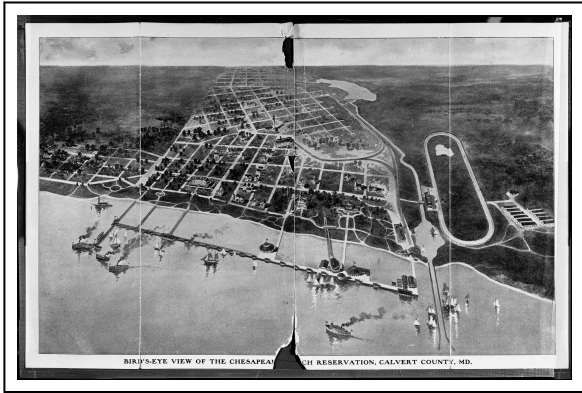 BIRD'S-EYE VIEW OF THE CHESAPEA CH RESERVATION, CALVERT COUNTY, MD.